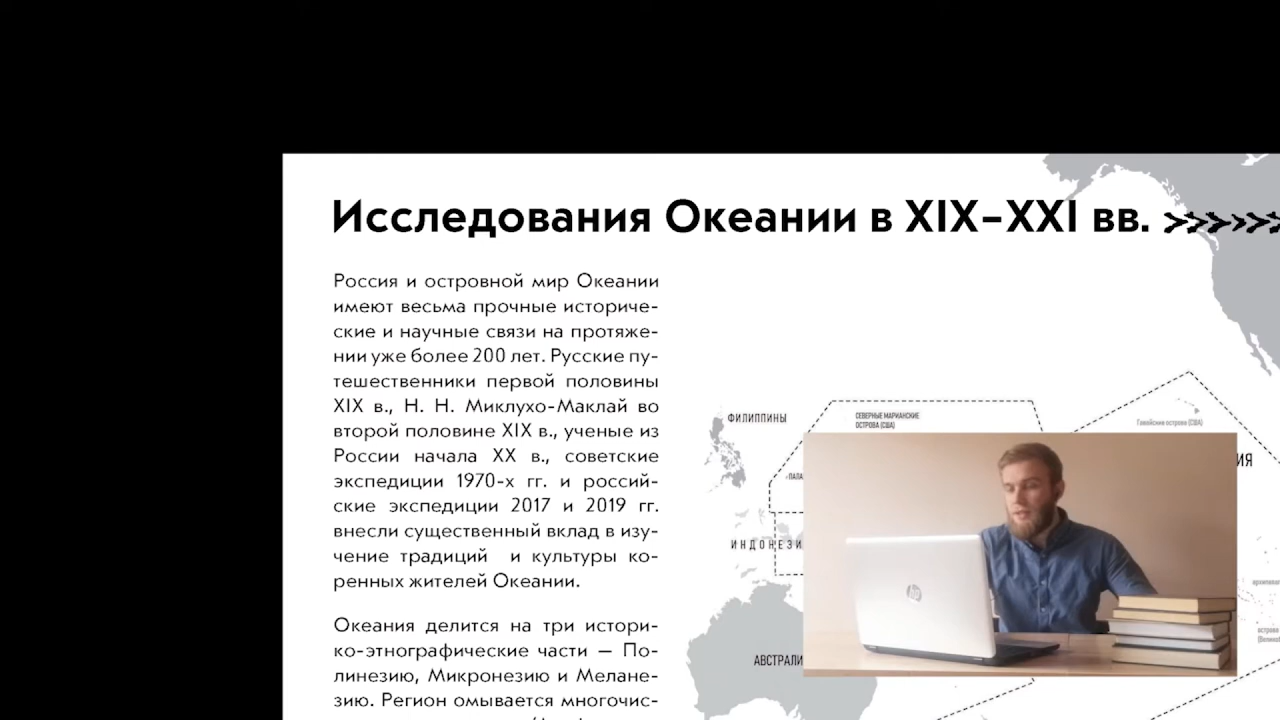 Исследования Океании в XIX–XXI вв.
Россия и островной мир Океании
имеют весьма прочные историче-
ские и научные связи на протяже-
нии уже более 200 лет. Русские пу-
тешественники первой половины
XIX в., Н. Н. Миклухо-Маклай во
второй половине XIX в., ученые из
России начала XX в., советские
экспедиции 1970-х гг. и россий-
ские экспедиции 2017 и 2019 гг.
внесли существенный вклад в изу-
чение традиций и культуры ко-
ренных жителей Океании.
Океания делится на три истори-
ко-этнографические части — По-
линезию, Микронезию и Мелане-
зию. Регион омывается многочис-
ФИЛИППИНЫ
СЕВЕРНЫЕ МАРИАНСКИЕ
ОСТРОВА (США)
Гавайские острова (США)
ИЯ
ПАЛА
ИНДОНЕЗИ
hp
АВСТРАЛИ